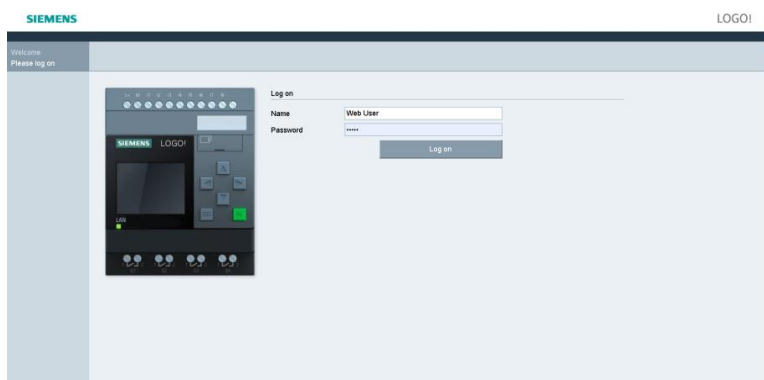 SIEMENS
LOGO!
Welcome
Please log on
Log on
Name
Web User
Password
•••••
Log on
SIEMENS LOGO!
LAN